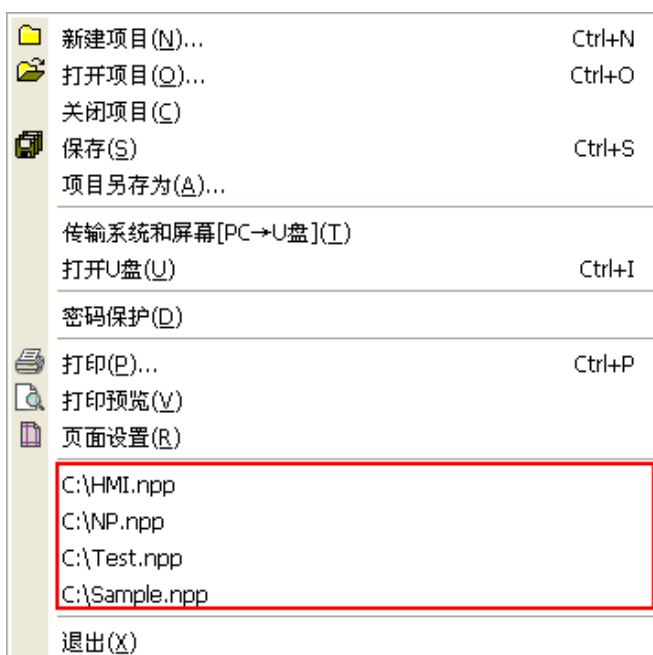 新建项目(N)... Ctrl+N
打开项目(O)... Ctrl+O
关闭项目(C)
保存(S) Ctrl+S
项目另存为(A)...
传输系统和屏幕[PC→U盘](T)
打开U盘(U) Ctrl+I
密码保护(D)
打印(P)... Ctrl+P
打印预览(V)
页面设置(R)
C:\HMI.npp
C:\NP.npp
C:\Test.npp
C:\Sample.npp
退出(X)